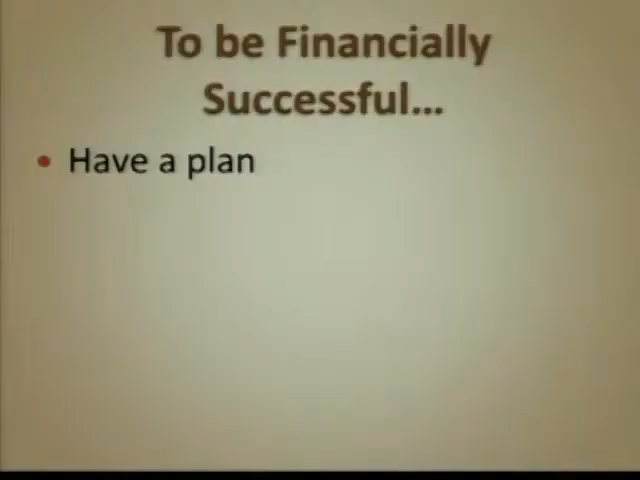 To be Financially
Successful...
• Have a plan